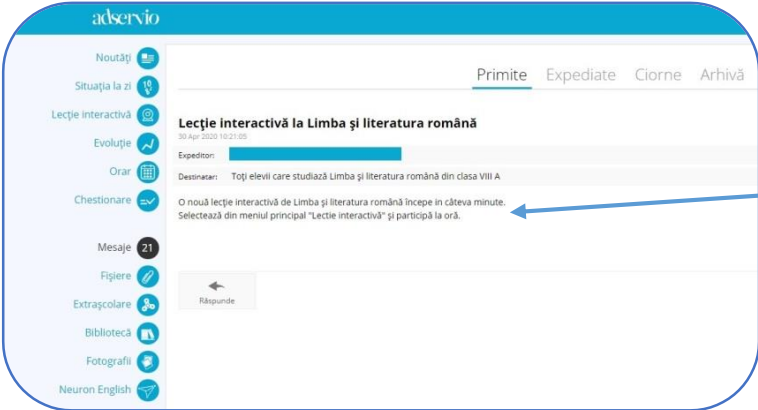 adservio
Noutăți
Situația la zi 10
Lecție interactivă
Evoluție
Orar
Chestionare
Mesaje 21
Fișiere
Extrașcolare
Bibliotecă
Fotografii
Neuron English
Primite Expediate Ciorne Arhivă
Lecție interactivă la Limba și literatura română
30 Apr 2020 10:21:05
Expeditor:
Destinatar: Toți elevii care studiază Limba și literatura română din clasa VIII A
O nouă lecție interactivă de Limba și literatura română începe in câteva minute.
Selectează din meniul principal "Lectie interactivă" și participă la oră.
Răspunde